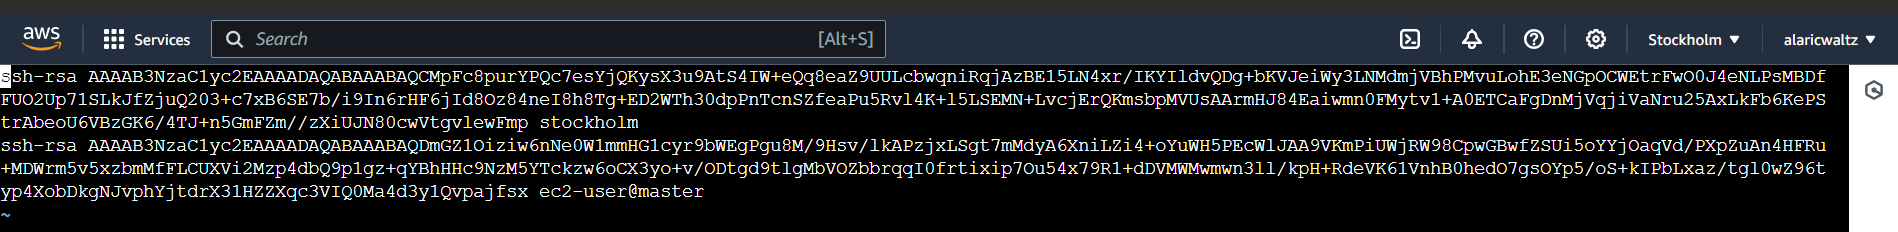 aws
Services
Search
[Alt+S]
Stockholm
alaricwaltz
ssh-rsa AAAAB3NzaC1yc2EAAAADAQABAAABAQCMpFc8purYPQc7esYjQKysX3u9AtS4IW+eQq8eaZ9UULcbwqniRqjAzBE15LN4xr/IKYIldvQDg+bKVJeiWy3LNMdmjVBhPMvuLohE3eNGpOCWEtrFwO0J4eNLPsMBDf
FUO2Up71SLkJfZjuQ203+c7xB6SE7b/i9In6rHF6jId8Oz84neI8h8Tg+ED2WTh30dpPnTcnSZfeaPu5Rvl4K+l5LSEMN+LvcjErQKmsbpMVUsAArmHJ84Eaiwmn0FMytv1+A0ETCaFgDnMjVqjiVaNru25AxLkFb6KePS
trAbeoU6VBzGK6/4TJ+n5GmFZm//zXiUJN80cwVtgvlewFmp stockholm
ssh-rsa AAAAB3NzaC1yc2EAAAADAQABAAABAQDmGZ1Oiziw6nNe0W1mmHG1cyr9bWEgPgu8M/9Hsv/lkAPzjxLSgt7mMdyA6XniLZi4+oYuWH5PEcWlJAA9VKmPiUWjRW98CpwGBwfZSUi5oYYjOaqVd/PXpZuAn4HFRu
+MDWrm5v5xzbmMfFLCUXVi2Mzp4dbQ9p1gz+qYBhHHc9NzM5YTckzw6oCX3yo+v/ODtgd9tlgMbVOZbbrqqI0frtixip7Ou54x79R1+dDVMWMwmwn3ll/kpH+RdeVK61VnhB0hedO7gsOYp5/oS+kIPbLxaz/tgl0wZ96t
yp4XobDkgNJvphYjtdrX31HZZXqc3VIQ0Ma4d3y1Qvpajfsx ec2-user@master
~